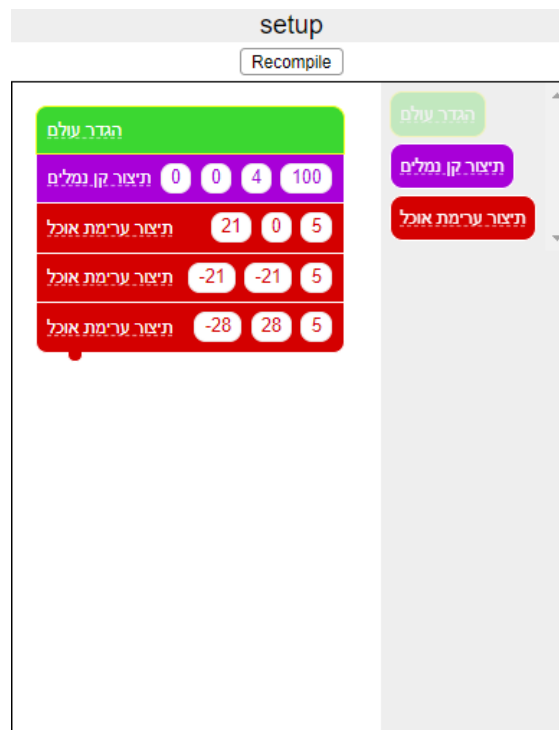 setup
Recompile
הגדר עולם
תיצור קן נמלים 0 0 4 100
תיצור ערימת אוכל 21 0 5
תיצור ערימת אוכל -21 -21 5
תיצור ערימת אוכל -28 28 5
הגדר עולם
תיצור קן נמלים
תיצור ערימת אוכל